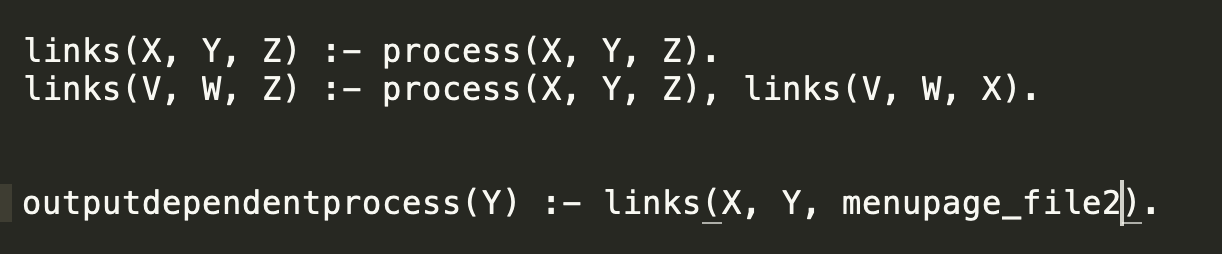 links(X, Y, Z) :- process(X, Y, Z).
links(V, W, Z) :- process(X, Y, Z), links(V, W, X).
outputdependentprocess(Y) :- links(X, Y, menupage_file2).